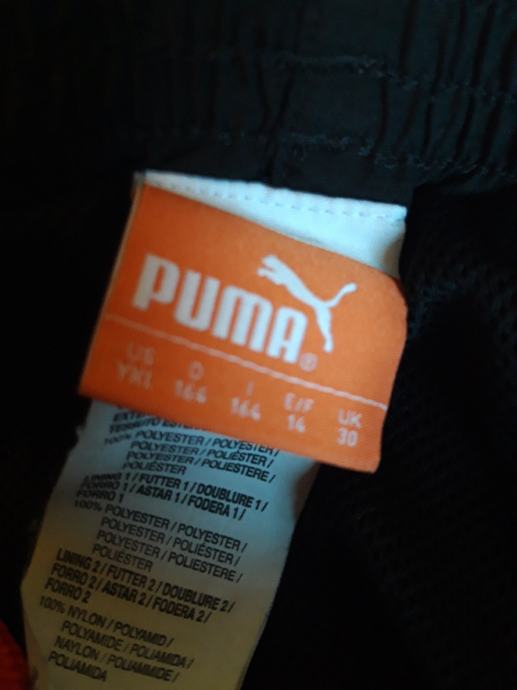 PUMA®
US D I E/F UK
YXL 164 164 14 30
100% POLYESTER / POLYESTER /
POLYESTER / POLIÉSTER /
POLYESTER / POLIESTERE /
POLIÉSTER
LINING 1 / FUTTER 1 / DOUBLURE 1 /
FORRO 1 / ASTAR 1 / FODERA 1 /
FORRO 1
100% POLYESTER / POLYESTER /
POLYESTER / POLIÉSTER /
POLYESTER / POLIESTERE /
POLIÉSTER
LINING 2 / FUTTER 2 / DOUBLURE 2 /
FORRO 2 / ASTAR 2 / FODERA 2 /
FORRO 2
100% NYLON / POLYAMID /
POLYAMIDE / POLIAMIDA /
NAYLON / POLIAMMIDE /
POLIAMIDA